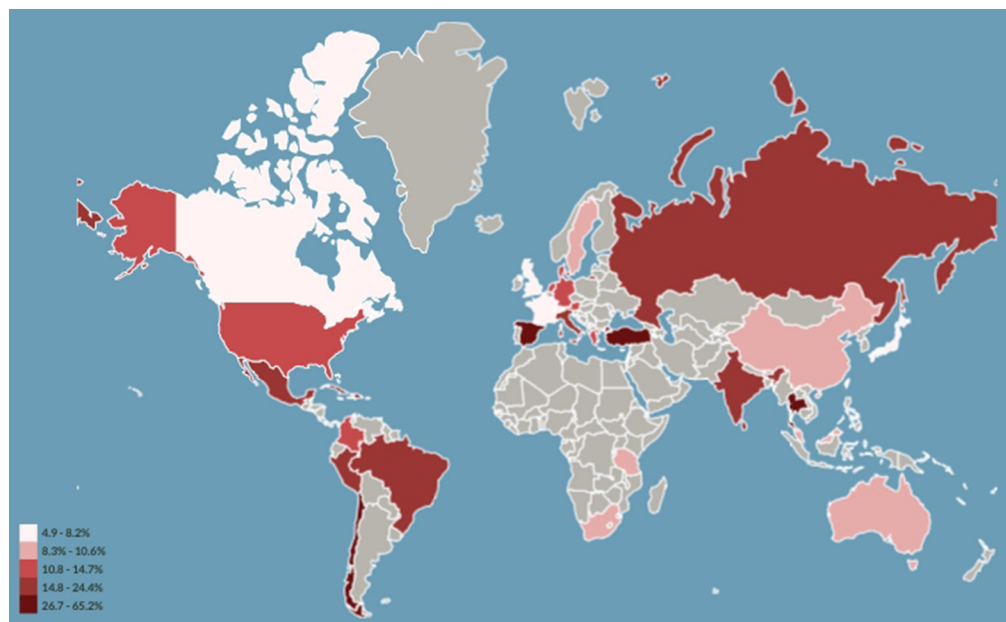 4.9 - 8.2%
8.3% - 10.6%
10.8 - 14.7%
14.8 - 24.4%
26.7 - 65.2%